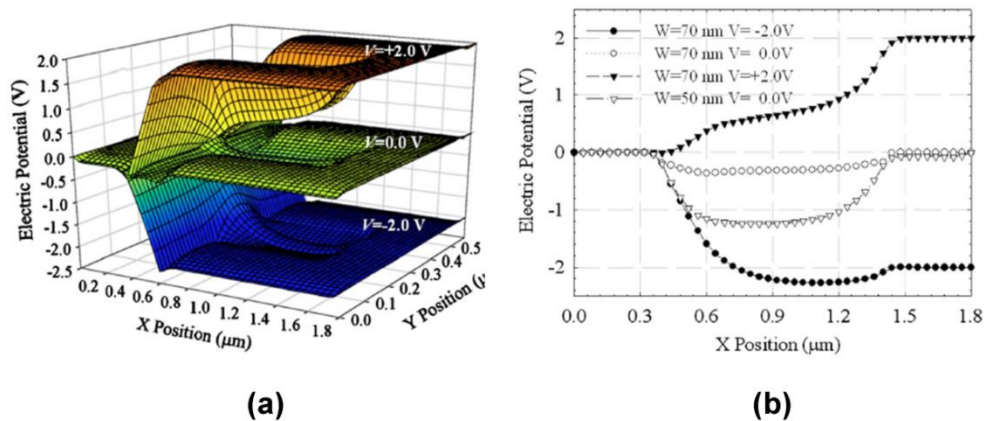 V=+2.0 V
V=0.0 V
V=-2.0 V
Electric Potential (V)
2.0
1.5
1.0
0.5
0.0
-0.5
-1.0
-1.5
-2.0
-2.5
0.2 0.4 0.6 0.8 1.0 1.2 1.4 1.6 1.8
X Position (μm)
0.0 0.1 0.2 0.3 0.4 0.5
Y Position (μ
(a)
W=70 nm V= -2.0V
W=70 nm V= 0.0V
W=70 nm V=+2.0V
W=50 nm V= 0.0V
Electric Potential (V)
2
1
0
-1
-2
0.0 0.3 0.6 0.9 1.2 1.5 1.8
X Position (μm)
(b)